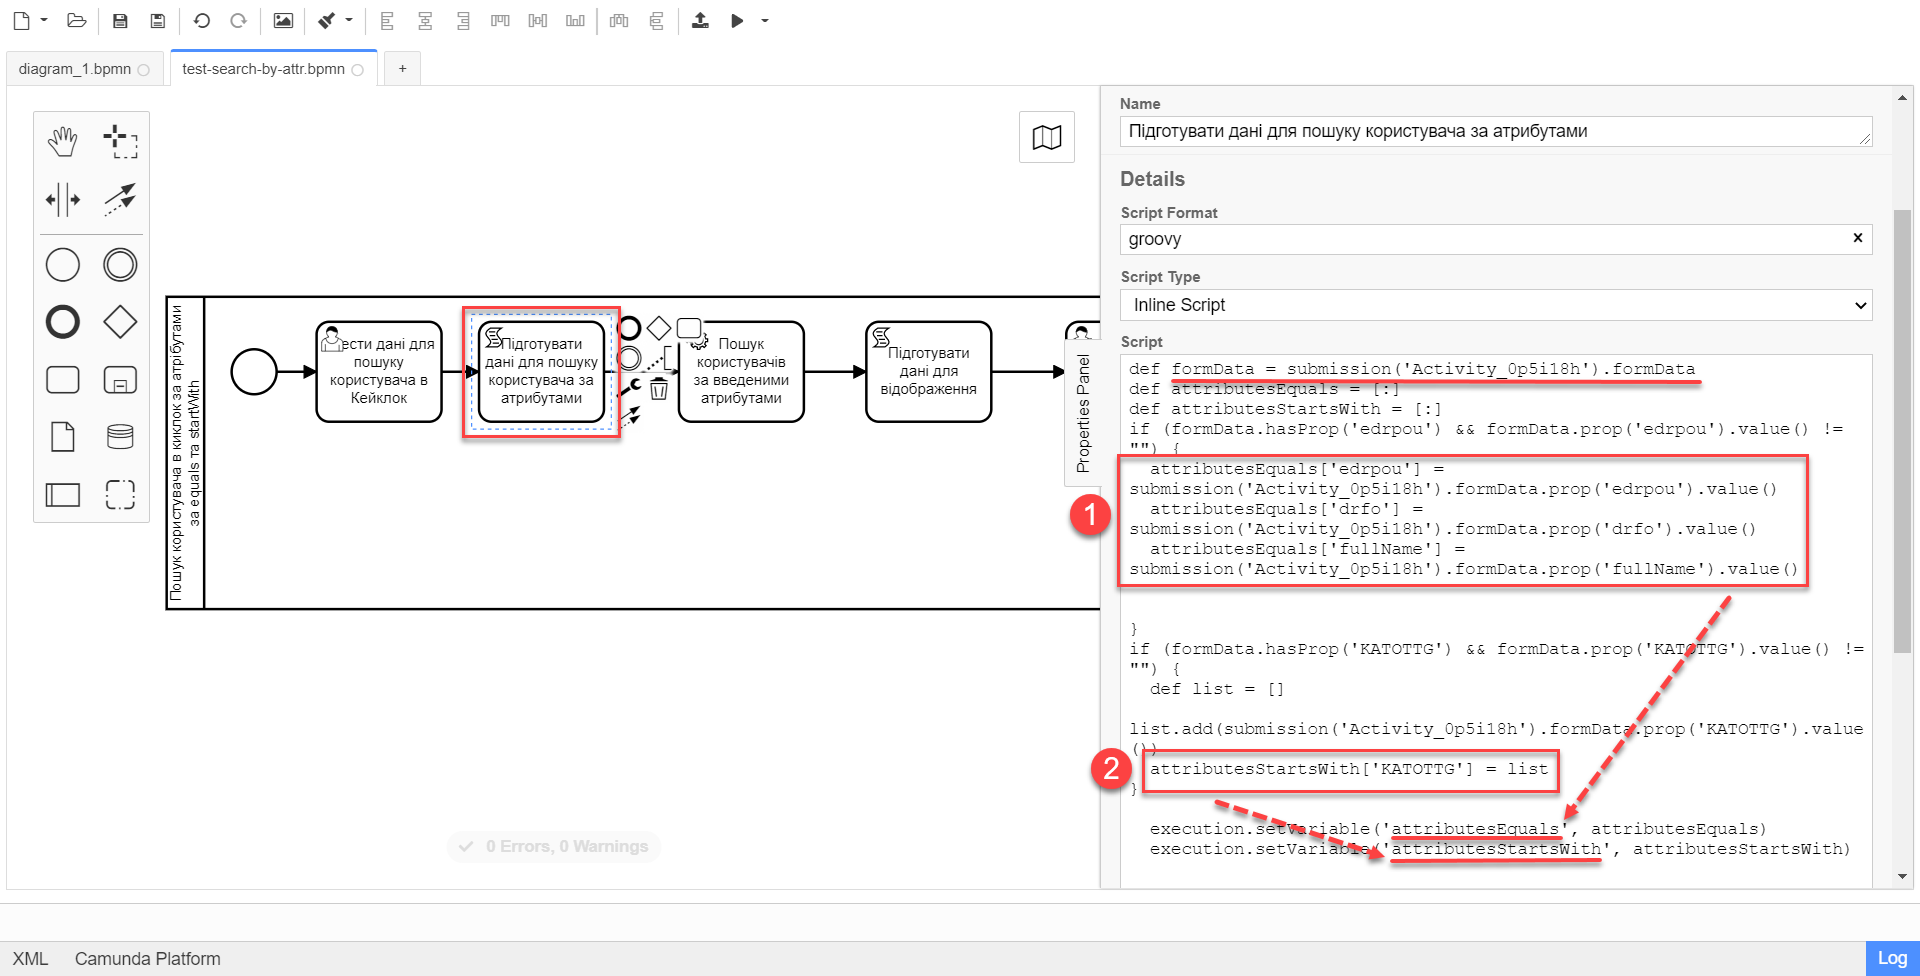 diagram_1.bpmn
test-search-by-attr.bpmn
+
Пошук користувача в киклок за атрібутами
за equals та startWith
ести дані для
пошуку
користувача в
Кейклок
Підготувати
дані для пошуку
користувача за
атрибутами
Пошук
користувачів
за введеними
атрибутами
Підготувати
дані для
відображення
0 Errors, 0 Warnings
Properties Panel
Name
Підготувати дані для пошуку користувача за атрибутами
Details
Script Format
groovy
Script Type
Inline Script
Script
def formData = submission('Activity_0p5i18h').formData
def attributesEquals = [:]
def attributesStartsWith = [:]
if (formData.hasProp('edrpou') && formData.prop('edrpou').value() !=
"") {
attributesEquals['edrpou'] =
submission('Activity_0p5i18h').formData.prop('edrpou').value()
attributesEquals['drfo'] =
submission('Activity_0p5i18h').formData.prop('drfo').value()
attributesEquals['fullName'] =
submission('Activity_0p5i18h').formData.prop('fullName').value()
1
}
if (formData.hasProp('KATOTTG') && formData.prop('KATOTTG').value() !=
"") {
def list = []
list.add(submission('Activity_0p5i18h').formData.prop('KATOTTG').value
())
2
attributesStartsWith['KATOTTG'] = list
}
execution.setVariable('attributesEquals', attributesEquals)
execution.setVariable('attributesStartsWith', attributesStartsWith)
XML
Camunda Platform
Log